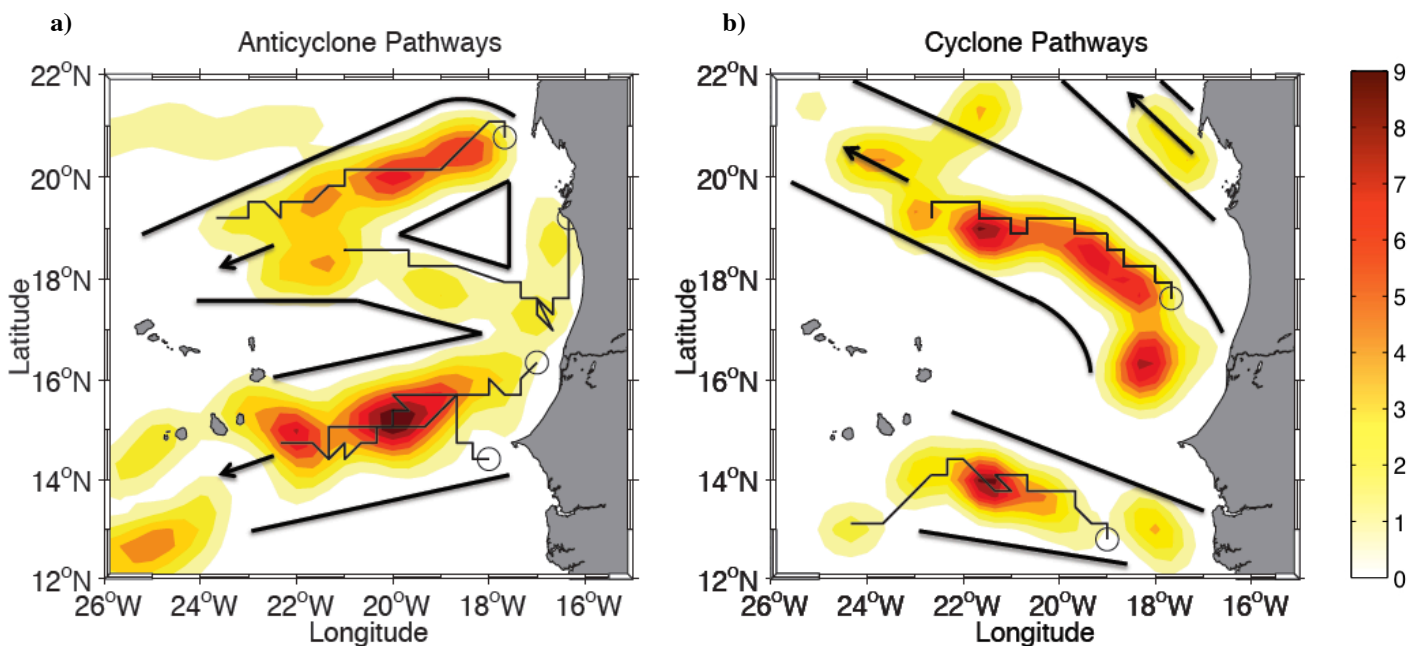 a)
Anticyclone Pathways
22°N
20°N
18°N
16°N
14°N
12°N
Latitude
26°W 24°W 22°W 20°W 18°W 16°W
Longitude
b)
Cyclone Pathways
22°N
20°N
18°N
16°N
14°N
12°N
Latitude
26°W 24°W 22°W 20°W 18°W 16°W
Longitude
9
8
7
6
5
4
3
2
1
0